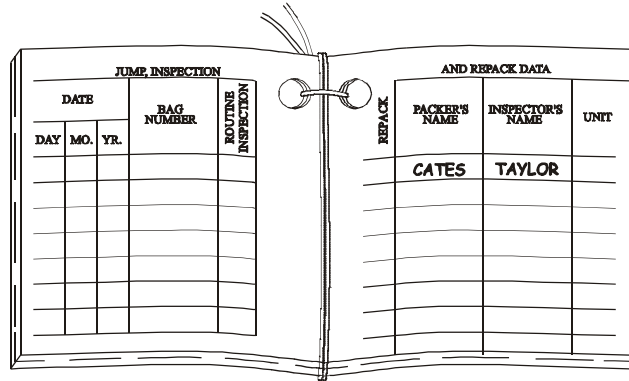 JUMP, INSPECTION
DATE
BAG
NUMBER
ROUTINE
INSPECTION
DAY MO. YR.
AND REPACK DATA
REPACK
PACKER'S
NAME
INSPECTOR'S
NAME
UNIT
CATES TAYLOR